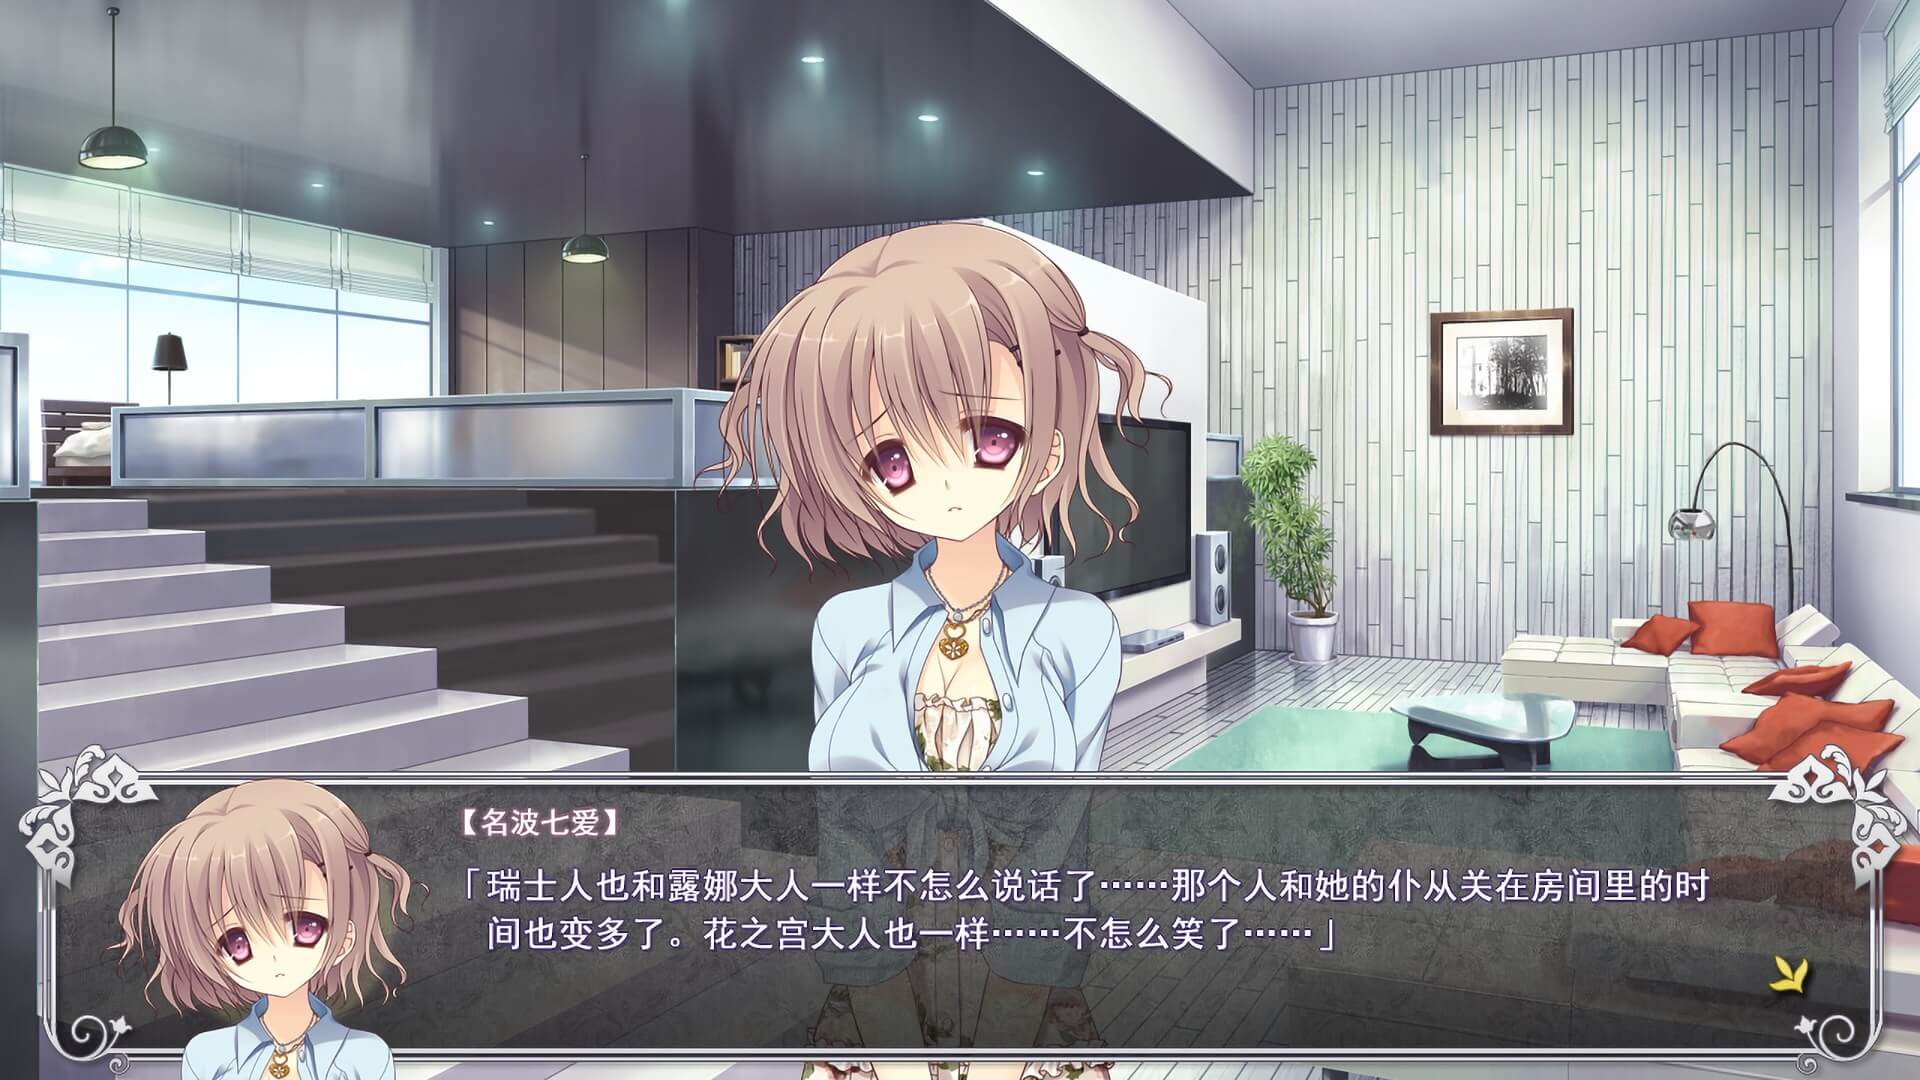 【名波七爱】
「瑞士人也和露娜大人一样不怎么说话了……那个人和她的仆从关在房间里的时
间也变多了。花之宫大人也一样……不怎么笑了……」